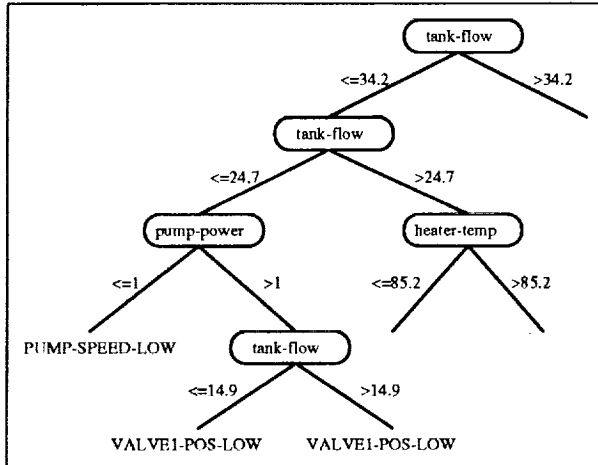 tank-flow
<=34.2 >34.2
tank-flow
<=24.7 >24.7
pump-power heater-temp
<=1 >1 <=85.2 >85.2
PUMP-SPEED-LOW tank-flow
<=14.9 >14.9
VALVE1-POS-LOW VALVE1-POS-LOW